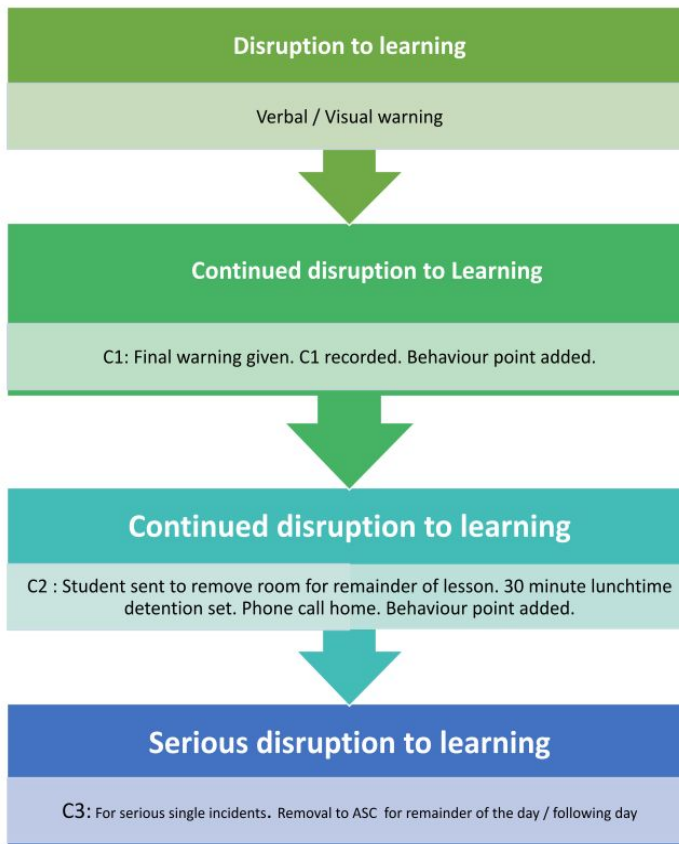 Disruption to learning
Verbal / Visual warning
Continued disruption to Learning
C1: Final warning given. C1 recorded. Behaviour point added.
Continued disruption to learning
C2 : Student sent to remove room for remainder of lesson. 30 minute lunchtime
detention set. Phone call home. Behaviour point added.
Serious disruption to learning
C3: For serious single incidents. Removal to ASC for remainder of the day / following day